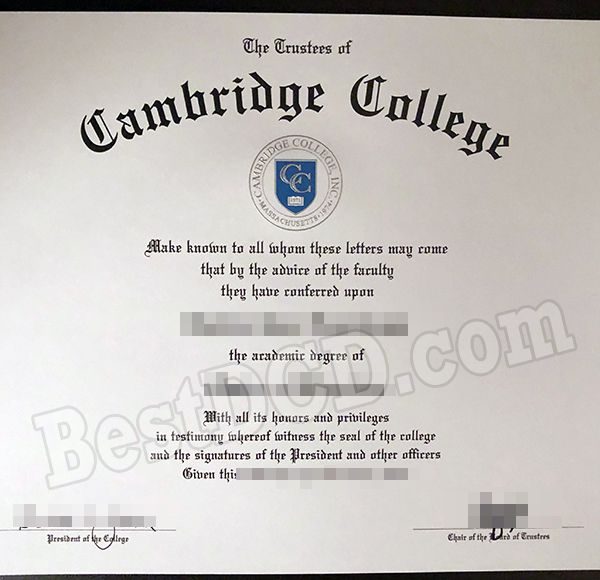 The Trustees of
Cambridge College
CAMBRIDGE COLLEGE, INC.
CC
· MASSACHUSETTS · 1974 ·
Make known to all whom these letters may come
that by the advice of the faculty
they have conferred upon
the academic degree of
With all its honors and privileges
in testimony whereof witness the seal of the college
and the signatures of the President and other officers
Given this
President of the College
Chair of the Board of Trustees
BestDCD.com